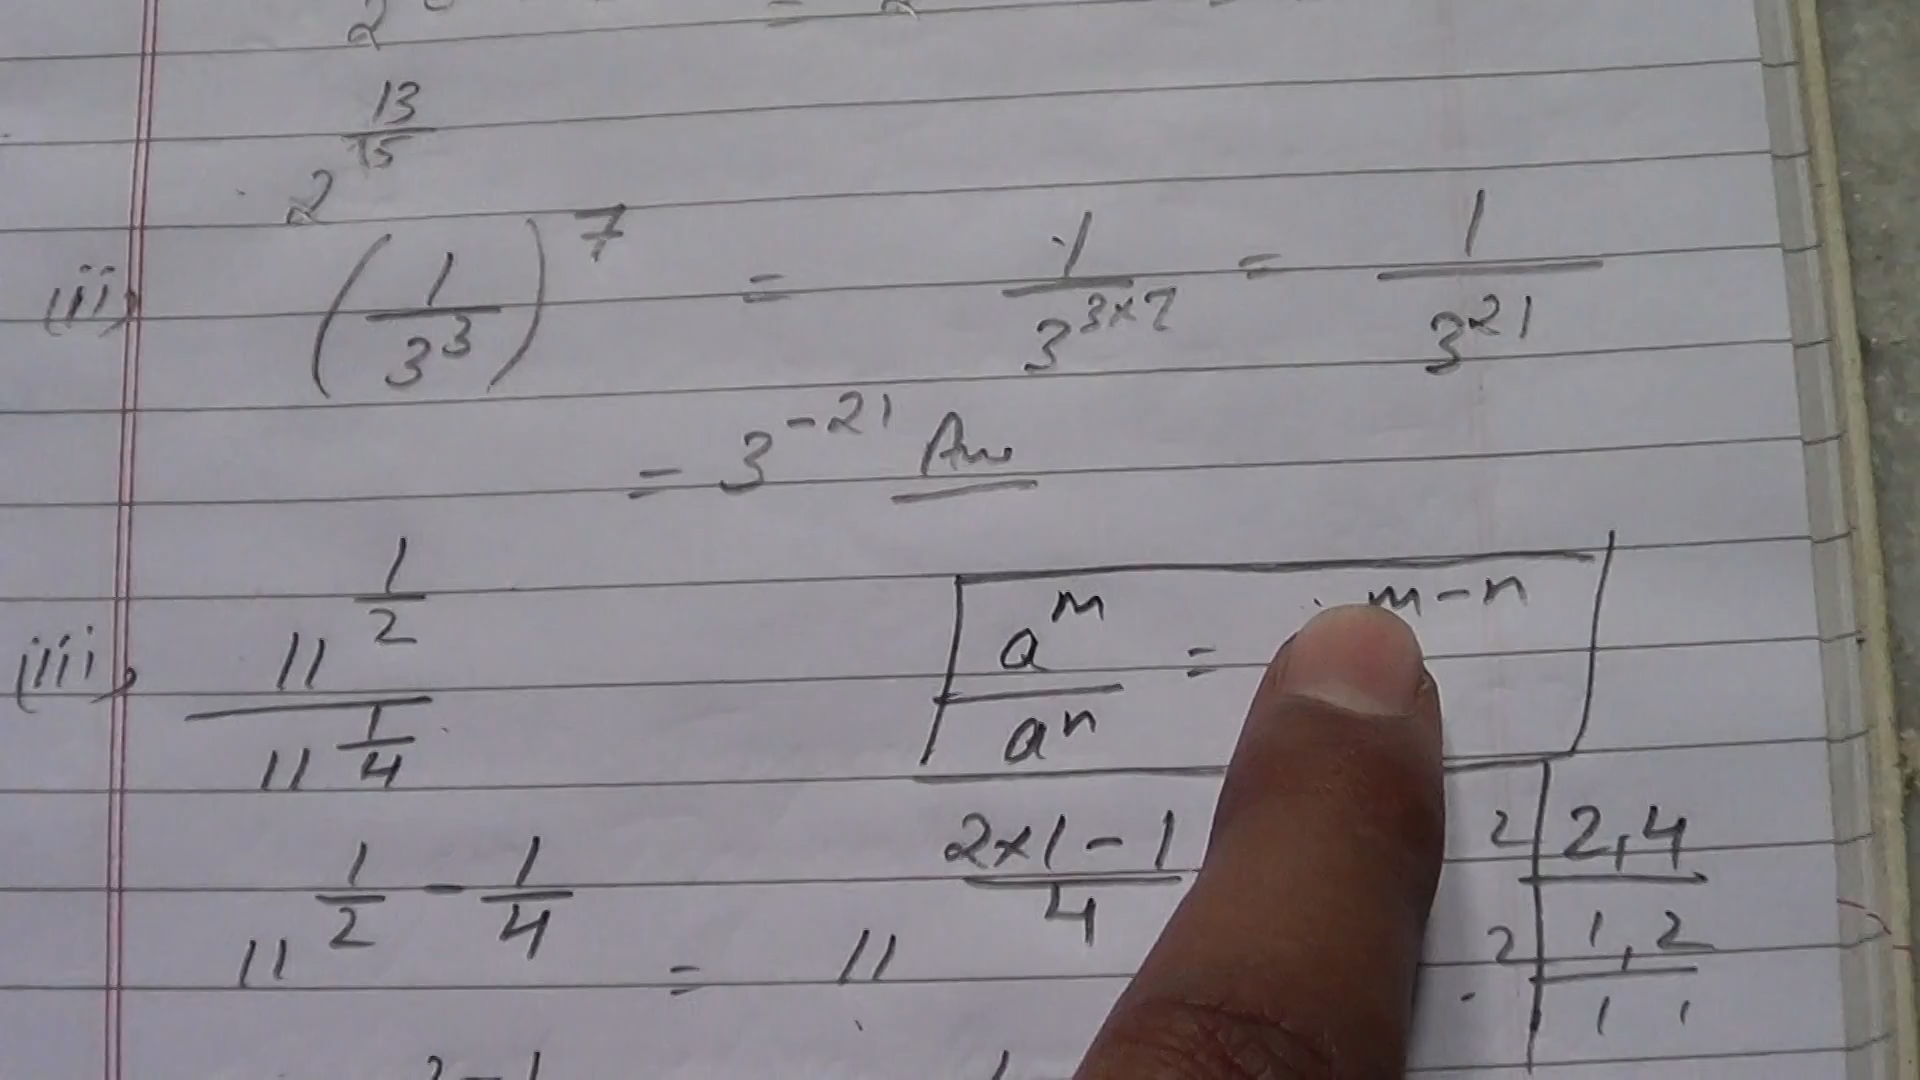 2^{13/15}
(ii) (1/3^3)^7 = 1/3^{3×7} = 1/3^{21}
= 3^{-21} Ans
(iii) 11^{1/2}/11^{1/4}
a^m/a^n = ^{m-n}
11^{1/2 - 1/4} = 11^{(2×1-1)/4}
2 | 2,4
2 | 1,2
1 1